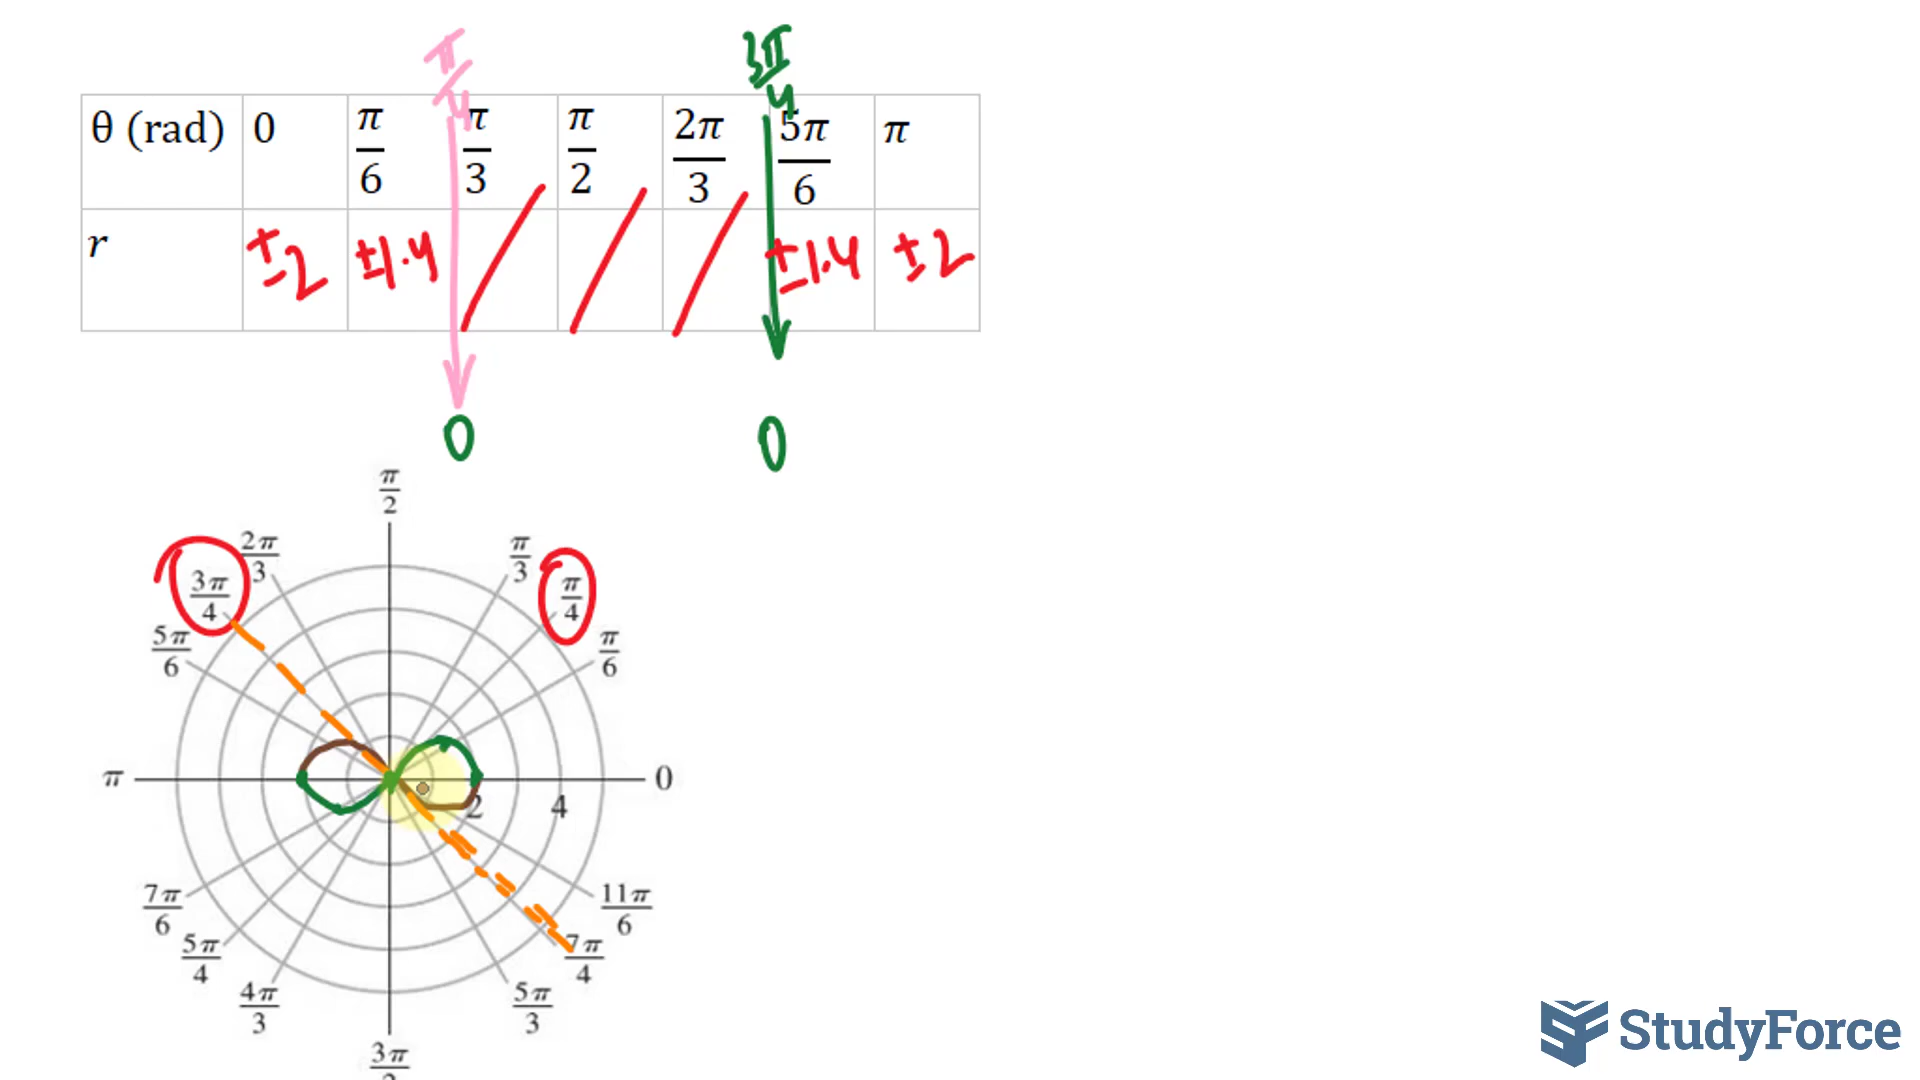 π/4 3π/4
θ (rad) 0 π/6 π/3 π/2 2π/3 5π/6 π
r ±2 ±1.4 ±1.4 ±2
0 0
π/2
2π/3 π/3
3π/4 π/4
5π/6 π/6
π 0
2 4
7π/6 11π/6
5π/4 7π/4
4π/3 5π/3
3π/2
StudyForce